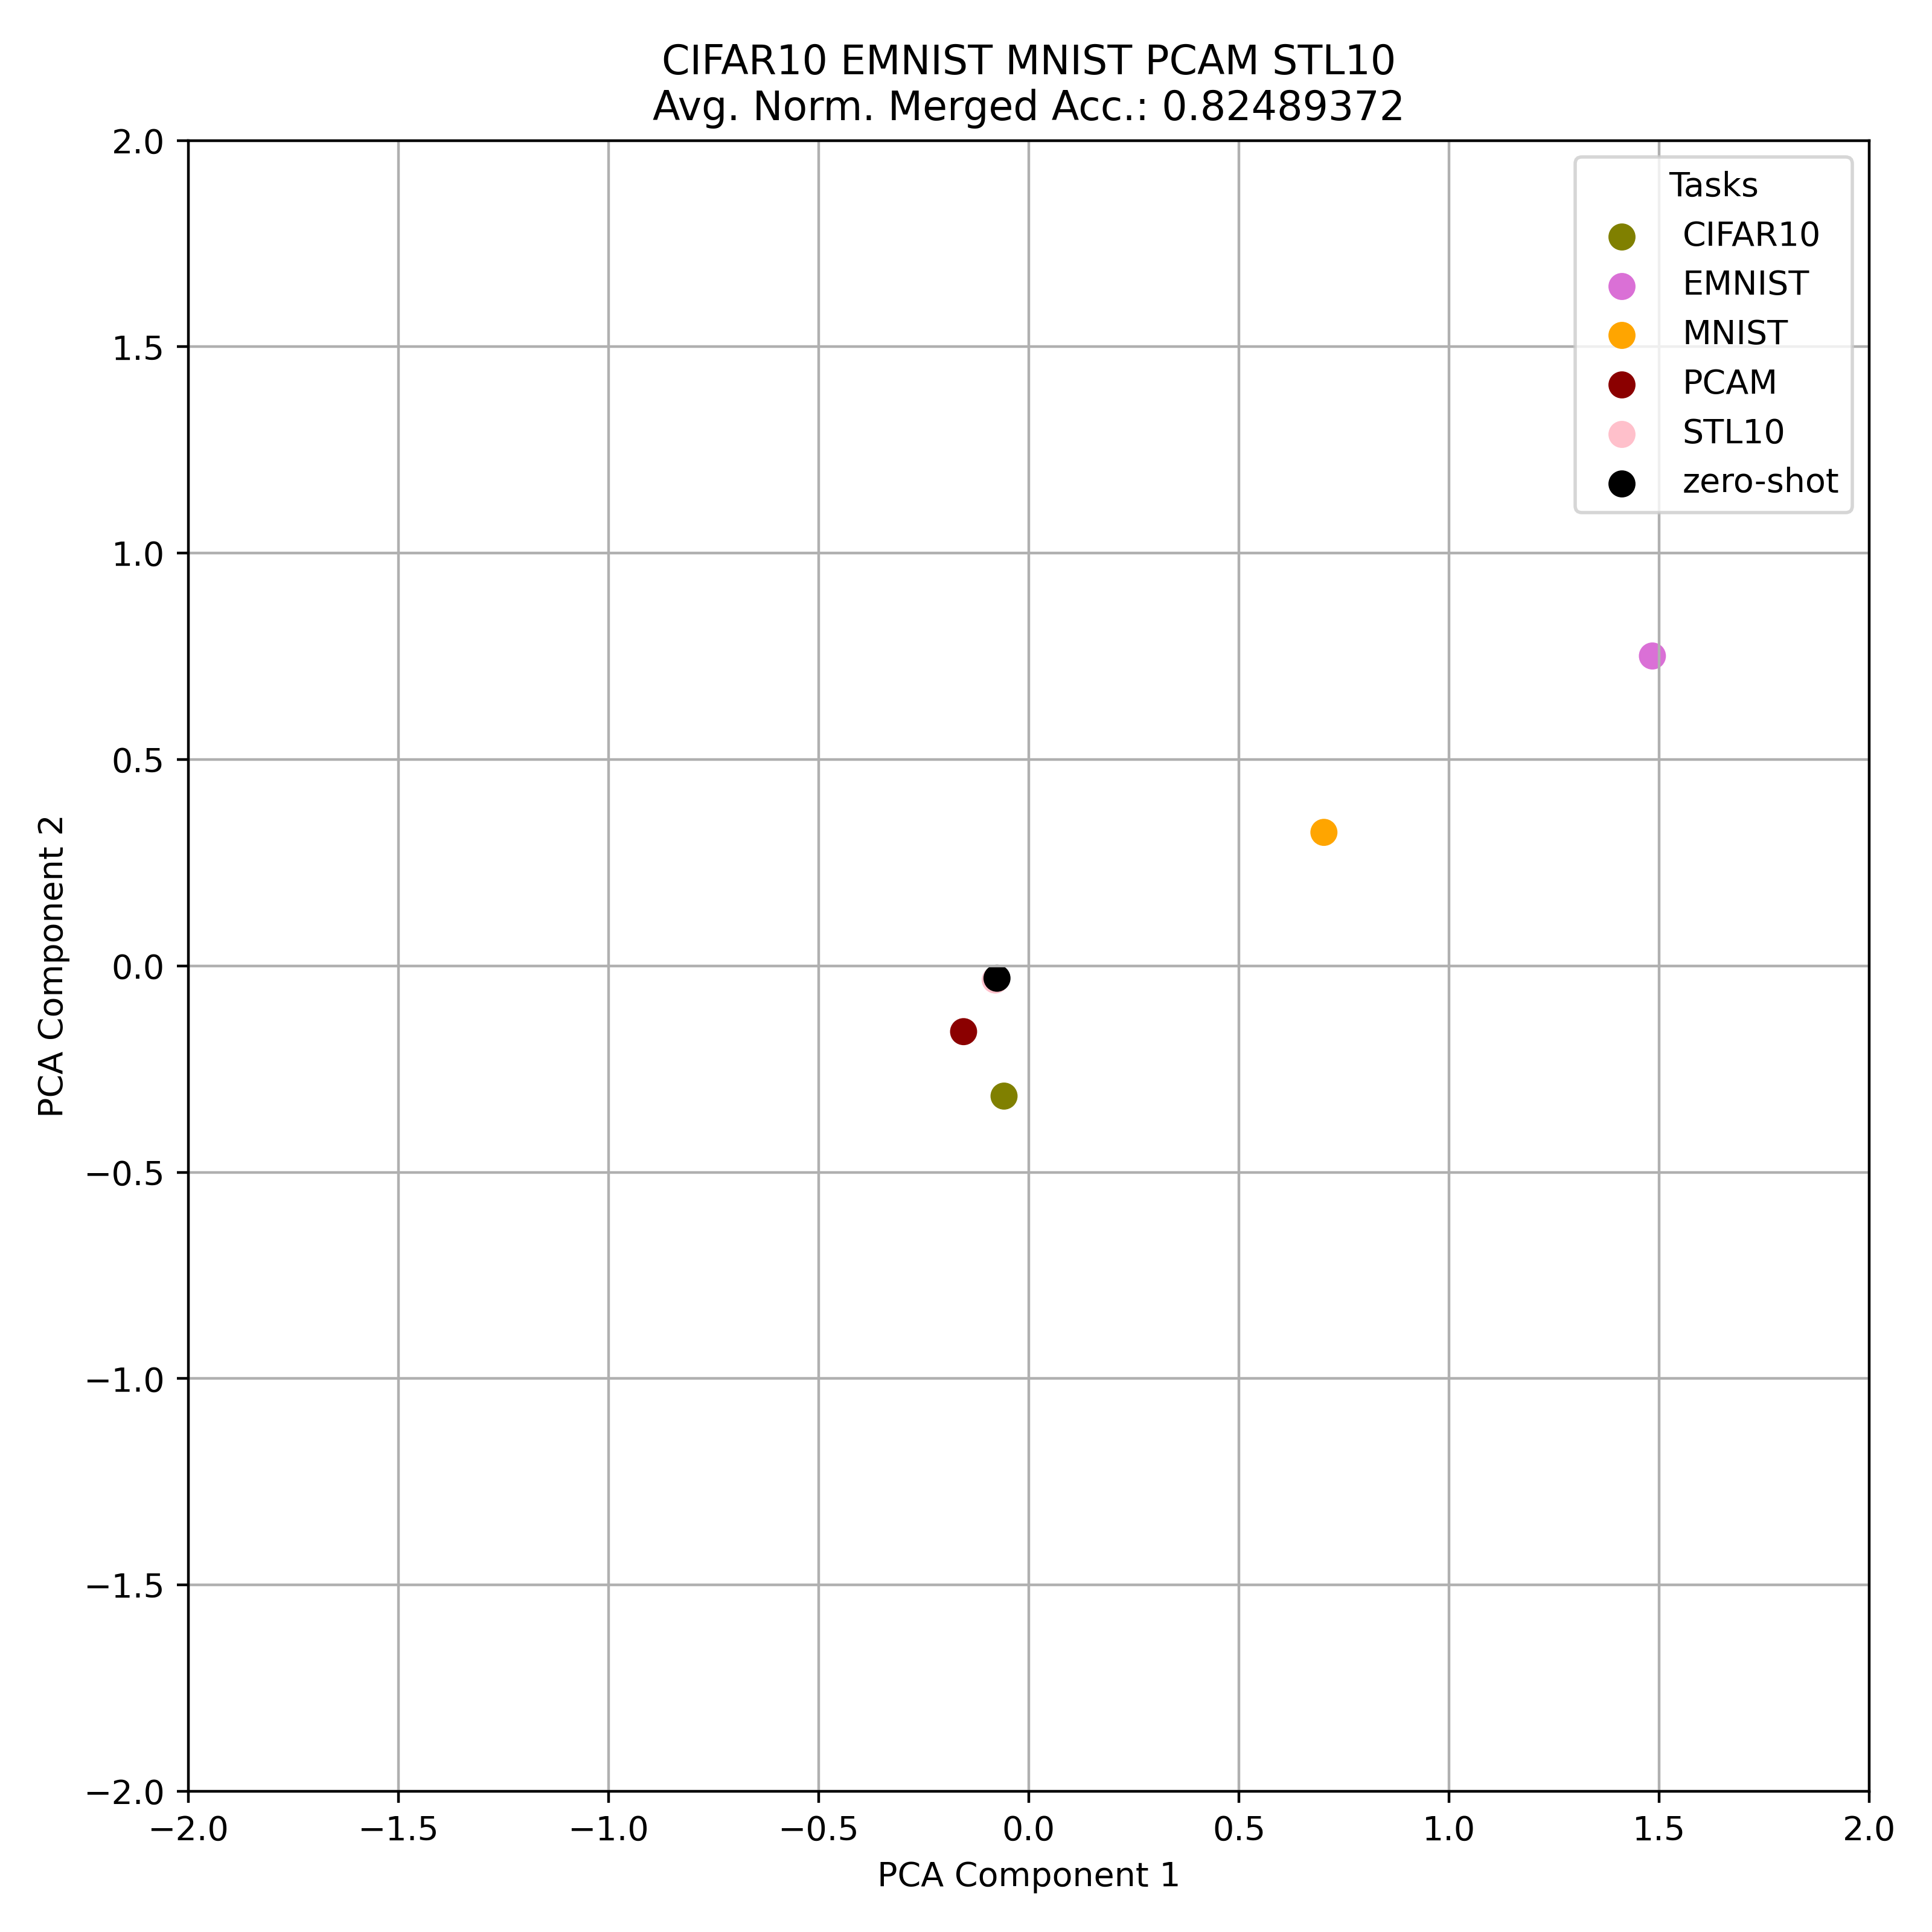 CIFAR10 EMNIST MNIST PCAM STL10
Avg. Norm. Merged Acc.: 0.82489372
Tasks
CIFAR10
EMNIST
MNIST
PCAM
STL10
zero-shot
2.0
1.5
1.0
0.5
0.0
−0.5
−1.0
−1.5
−2.0
PCA Component 2
−2.0
−1.5
−1.0
−0.5
0.0
0.5
1.0
1.5
2.0
PCA Component 1